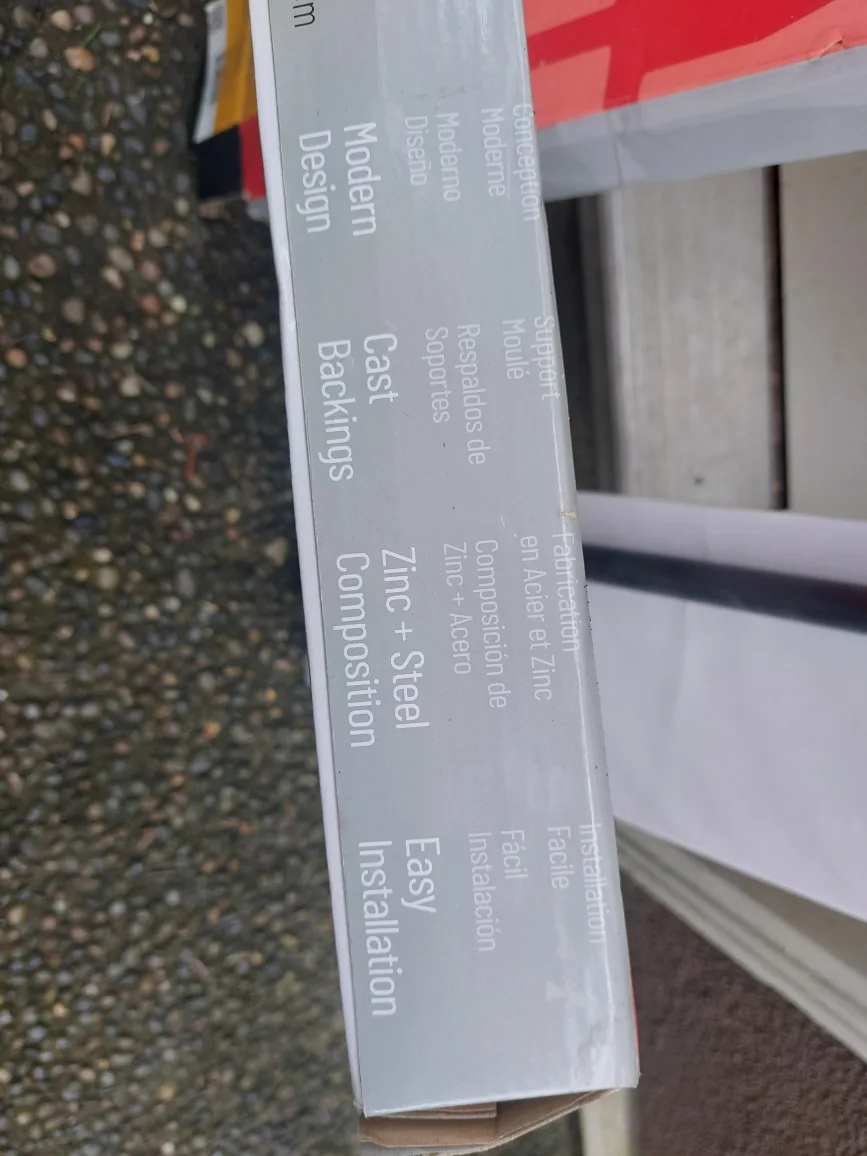 Conception
Moderne
Moderno
Diseño
Modern
Design
Support
Moulé
Respaldos de
Soportes
Cast
Backings
Fabrication
en Acier et Zinc
Composición de
Zinc + Acero
Zinc + Steel
Composition
Installation
Facile
Fácil
Instalación
Easy
Installation